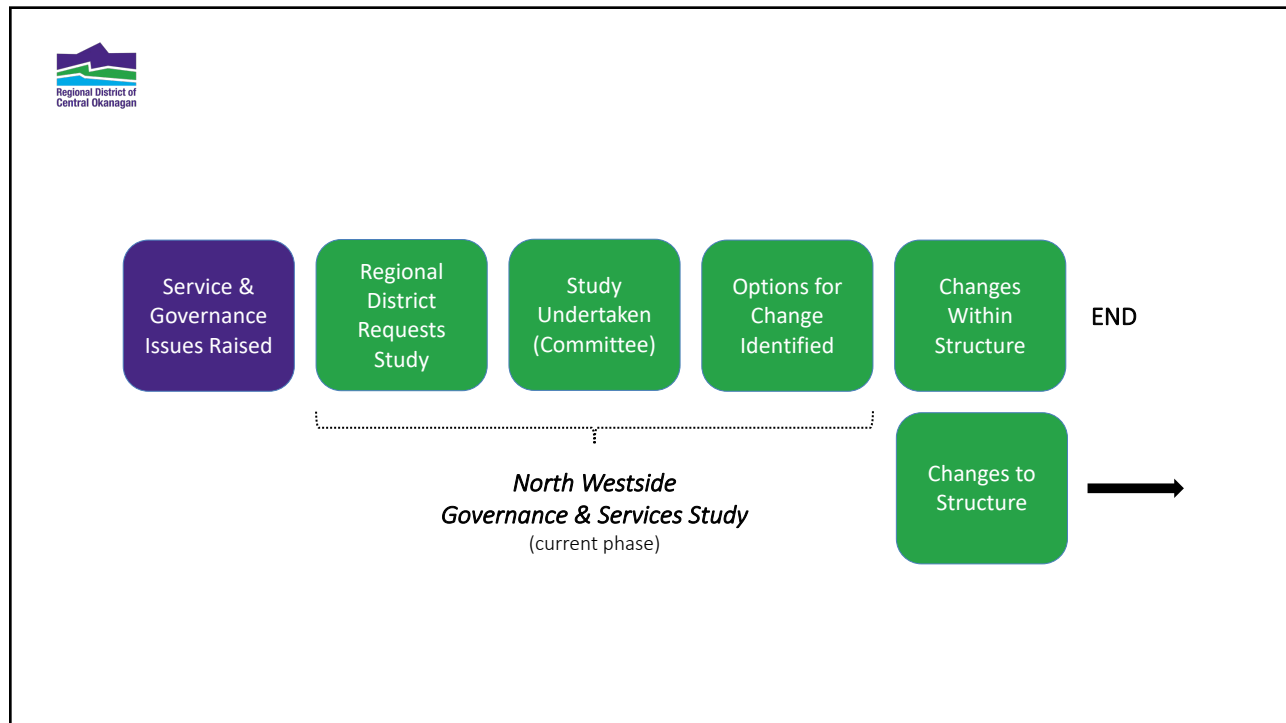 Regional District of
Central Okanagan
Service &
Governance
Issues Raised
Regional
District
Requests
Study
Study
Undertaken
(Committee)
Options for
Change
Identified
Changes
Within
Structure
END
North Westside
Governance & Services Study
(current phase)
Changes to
Structure